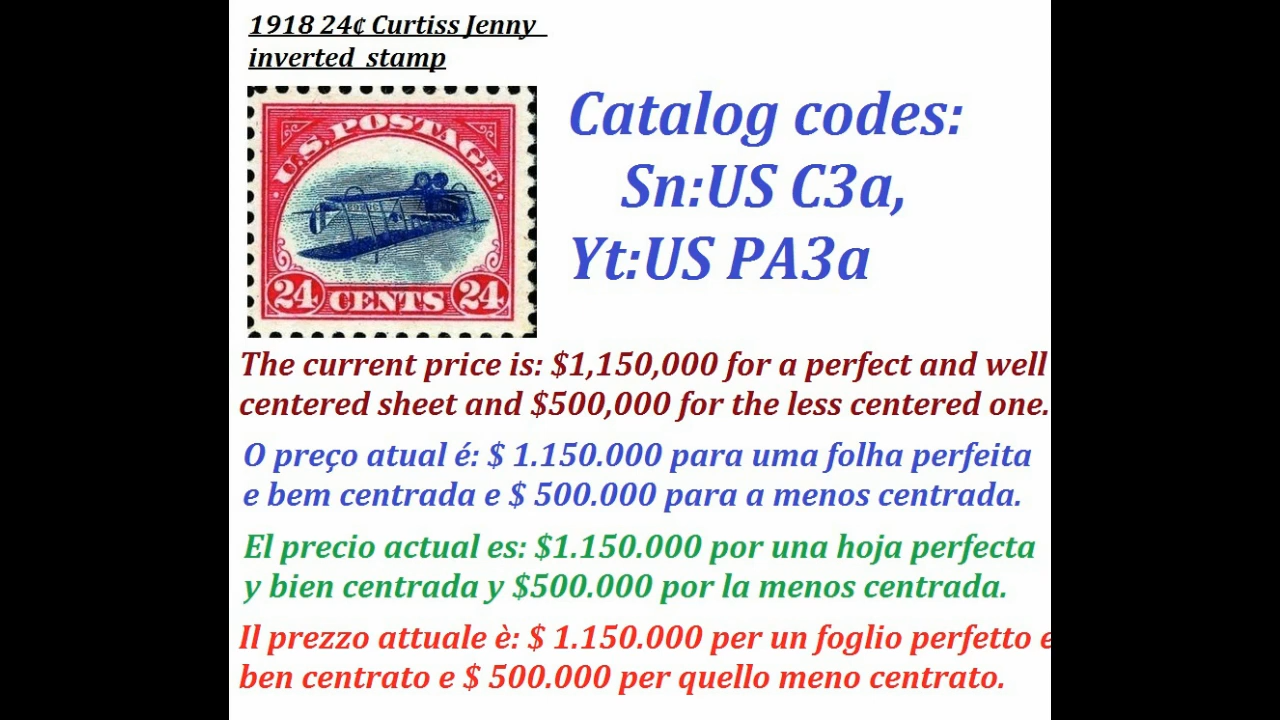 1918 24¢ Curtiss Jenny
inverted stamp
U.S. POSTAGE
24 CENTS 24
Catalog codes:
Sn:US C3a,
Yt:US PA3a
The current price is: $1,150,000 for a perfect and well
centered sheet and $500,000 for the less centered one.
O preço atual é: $ 1.150.000 para uma folha perfeita
e bem centrada e $ 500.000 para a menos centrada.
El precio actual es: $1.150.000 por una hoja perfecta
y bien centrada y $500.000 por la menos centrada.
Il prezzo attuale è: $ 1.150.000 per un foglio perfetto e
ben centrato e $ 500.000 per quello meno centrato.